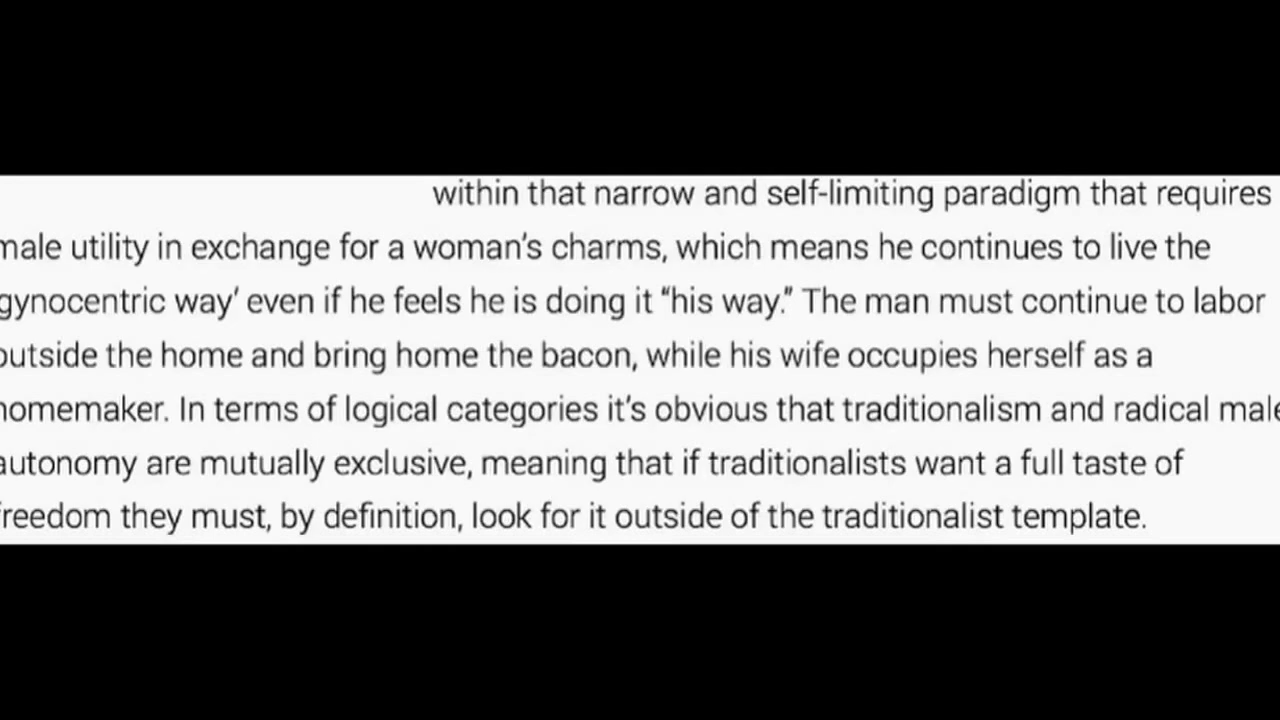 within that narrow and self-limiting paradigm that requires
male utility in exchange for a woman's charms, which means he continues to live the
gynocentric way' even if he feels he is doing it “his way.” The man must continue to labor
outside the home and bring home the bacon, while his wife occupies herself as a
homemaker. In terms of logical categories it's obvious that traditionalism and radical male
autonomy are mutually exclusive, meaning that if traditionalists want a full taste of
freedom they must, by definition, look for it outside of the traditionalist template.